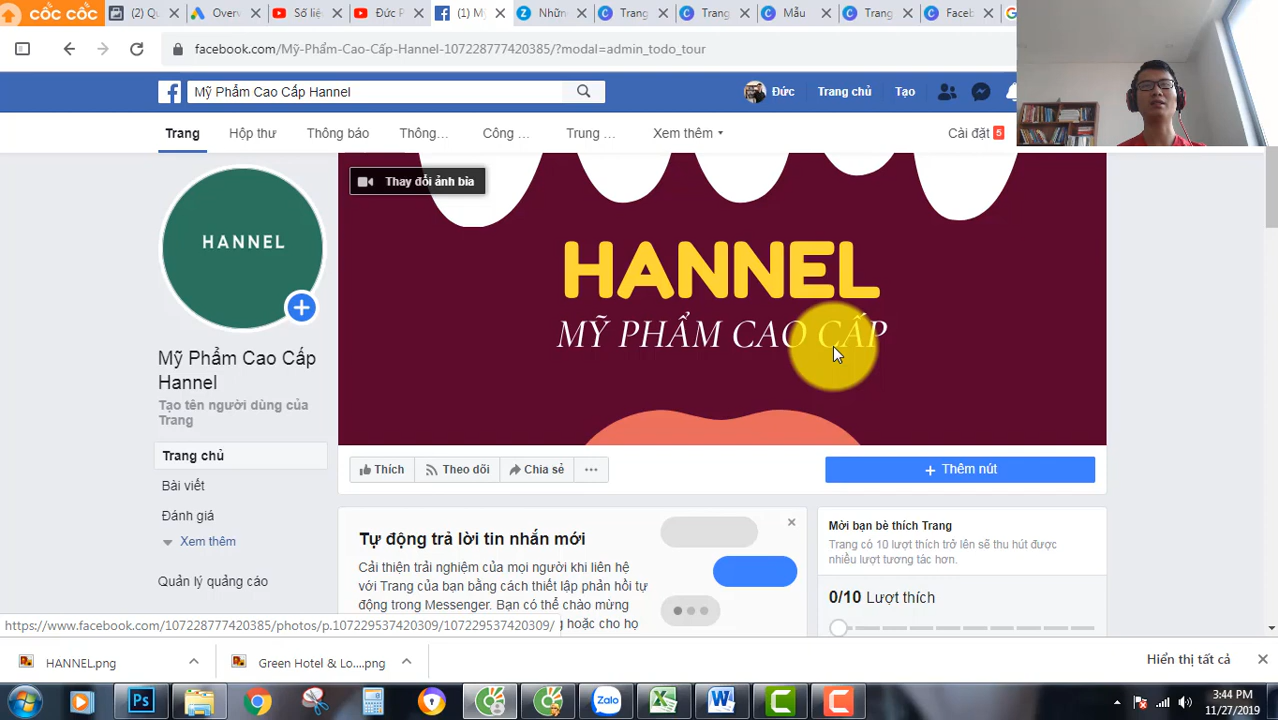 CỐC CỐC
(2) Qu
Overv
Số liệ
Đức P
(1) Mỹ
Nhữn
Trang
Trang
Mẫu
Trang
Faceb
facebook.com/Mỹ-Phẩm-Cao-Cấp-Hannel-107228777420385/?modal=admin_todo_tour
Mỹ Phẩm Cao Cấp Hannel
Đức
Trang chủ
Tạo
Trang
Hộp thư
Thông báo
Thông...
Công ...
Trung ...
Xem thêm
Cài đặt 5
Thay đổi ảnh bìa
HANNEL
HANNEL
MỸ PHẨM CAO CẤP
Mỹ Phẩm Cao Cấp
Hannel
Tạo tên người dùng của
Trang
Trang chủ
Bài viết
Đánh giá
Xem thêm
Quản lý quảng cáo
Thích
Theo dõi
Chia sẻ
...
+ Thêm nút
Tự động trả lời tin nhắn mới
Cải thiện trải nghiệm của mọi người khi liên hệ
với Trang của bạn bằng cách thiết lập phản hồi tự
động trong Messenger. Bạn có thể chào mừng
hoặc cho họ
Mời bạn bè thích Trang
Trang có 10 lượt thích trở lên sẽ thu hút được
nhiều lượt tương tác hơn.
0/10 Lượt thích
https://www.facebook.com/107228777420385/photos/p.107229537420309/107229537420309/
HANNEL.png
Green Hotel & Lo....png
Hiển thị tất cả
Ps
Zalo
3:44 PM
11/27/2019